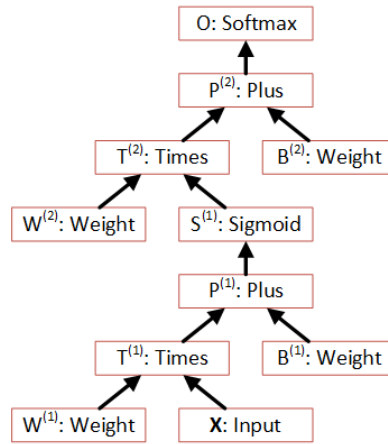 O: Softmax
P(2): Plus
T(2): Times
B(2): Weight
W(2): Weight
S(1): Sigmoid
P(1): Plus
T(1): Times
B(1): Weight
W(1): Weight
X: Input